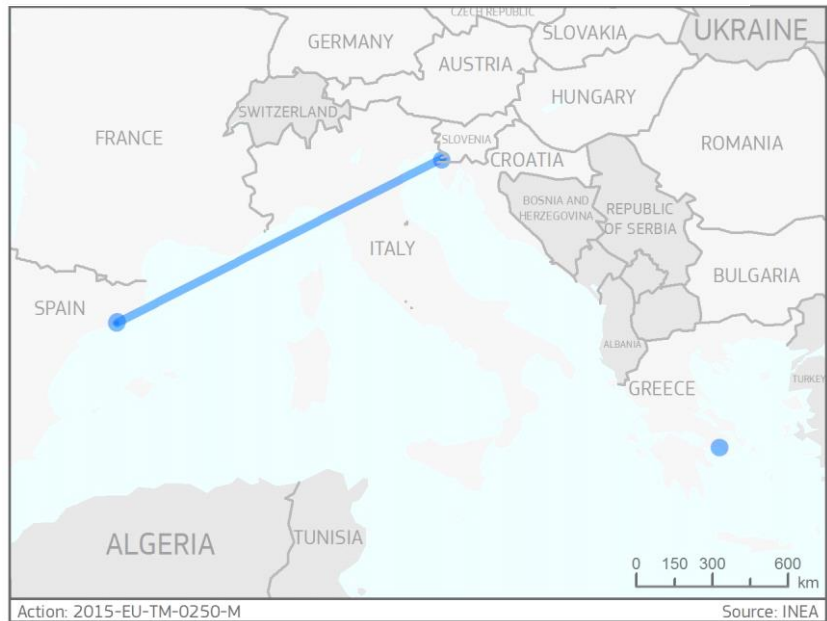 CZECH REPUBLIC
GERMANY
SLOVAKIA
UKRAINE
AUSTRIA
HUNGARY
SWITZERLAND
FRANCE
SLOVENIA
ROMANIA
CROATIA
BOSNIA AND
HERZEGOVINA
REPUBLIC
OF SERBIA
ITALY
BULGARIA
SPAIN
ALBANIA
GREECE
TURKEY
ALGERIA
TUNISIA
0 150 300 600
km
Action: 2015-EU-TM-0250-M
Source: INEA